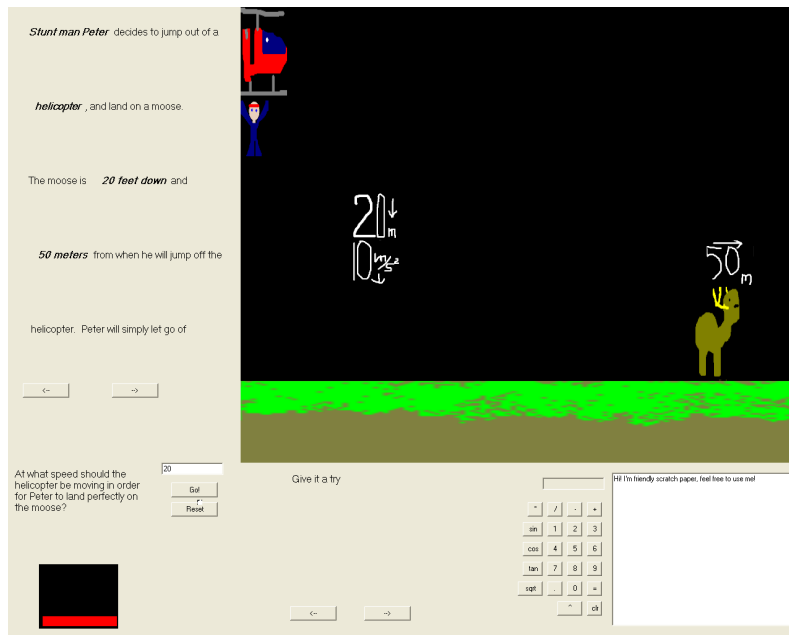 Stunt man Peter decides to jump out of a
helicopter , and land on a moose.
The moose is 20 feet down and
50 meters from when he will jump off the
helicopter. Peter will simply let go of
<-- -->
20↓ m
10 m/s² ↓
50 m
At what speed should the
helicopter be moving in order
for Peter to land perfectly on
the moose?
20
Go!
Reset
Give it a try
<-- -->
* / - +
sin 1 2 3
cos 4 5 6
tan 7 8 9
sqrt . 0 =
^ clr
Hi! I'm friendly scratch paper, feel free to use me!